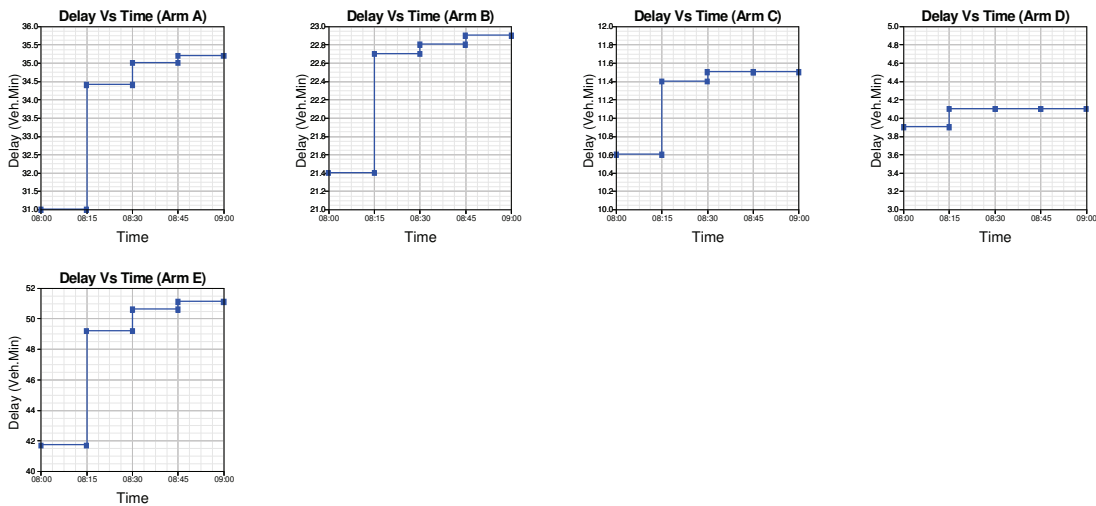 Delay Vs Time (Arm A)
Delay (Veh.Min)
36.0
35.5
35.0
34.5
34.0
33.5
33.0
32.5
32.0
31.5
31.0
08:00 08:15 08:30 08:45 09:00
Time
Delay Vs Time (Arm B)
Delay (Veh.Min)
23.0
22.8
22.6
22.4
22.2
22.0
21.8
21.6
21.4
21.2
21.0
08:00 08:15 08:30 08:45 09:00
Time
Delay Vs Time (Arm C)
Delay (Veh.Min)
12.0
11.8
11.6
11.4
11.2
11.0
10.8
10.6
10.4
10.2
10.0
08:00 08:15 08:30 08:45 09:00
Time
Delay Vs Time (Arm D)
Delay (Veh.Min)
5.0
4.8
4.6
4.4
4.2
4.0
3.8
3.6
3.4
3.2
3.0
08:00 08:15 08:30 08:45 09:00
Time
Delay Vs Time (Arm E)
Delay (Veh.Min)
52
50
48
46
44
42
40
08:00 08:15 08:30 08:45 09:00
Time